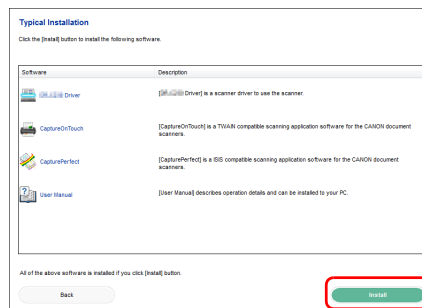 Typical Installation
Click the [Install] button to install the following software.
Software Description
Driver [ Driver] is a scanner driver to use the scanner.
CaptureOnTouch [CaptureOnTouch] is a TWAIN compatible scanning application software for the CANON document
scanners.
CapturePerfect [CapturePerfect] is a ISIS compatible scanning application software for the CANON document
scanners.
User Manual [User Manual] describes operation details and can be installed to your PC.
All of the above software is installed if you click [Install] button.
Back Install